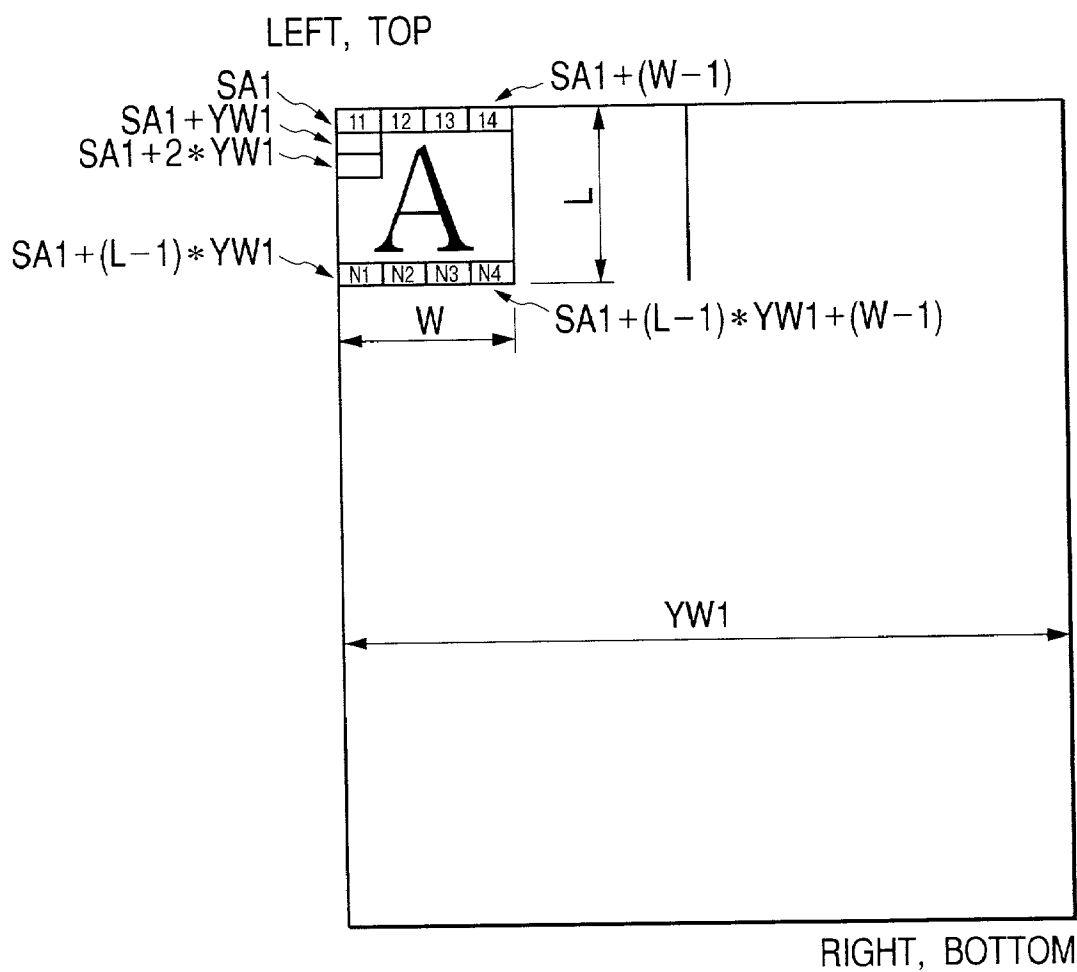 LEFT, TOP
SA1
SA1+(W−1)
SA1+YW1
11 12 13 14
SA1+2*YW1
A
L
SA1+(L−1)*YW1
N1 N2 N3 N4
W
SA1+(L−1)*YW1+(W−1)
YW1
RIGHT, BOTTOM